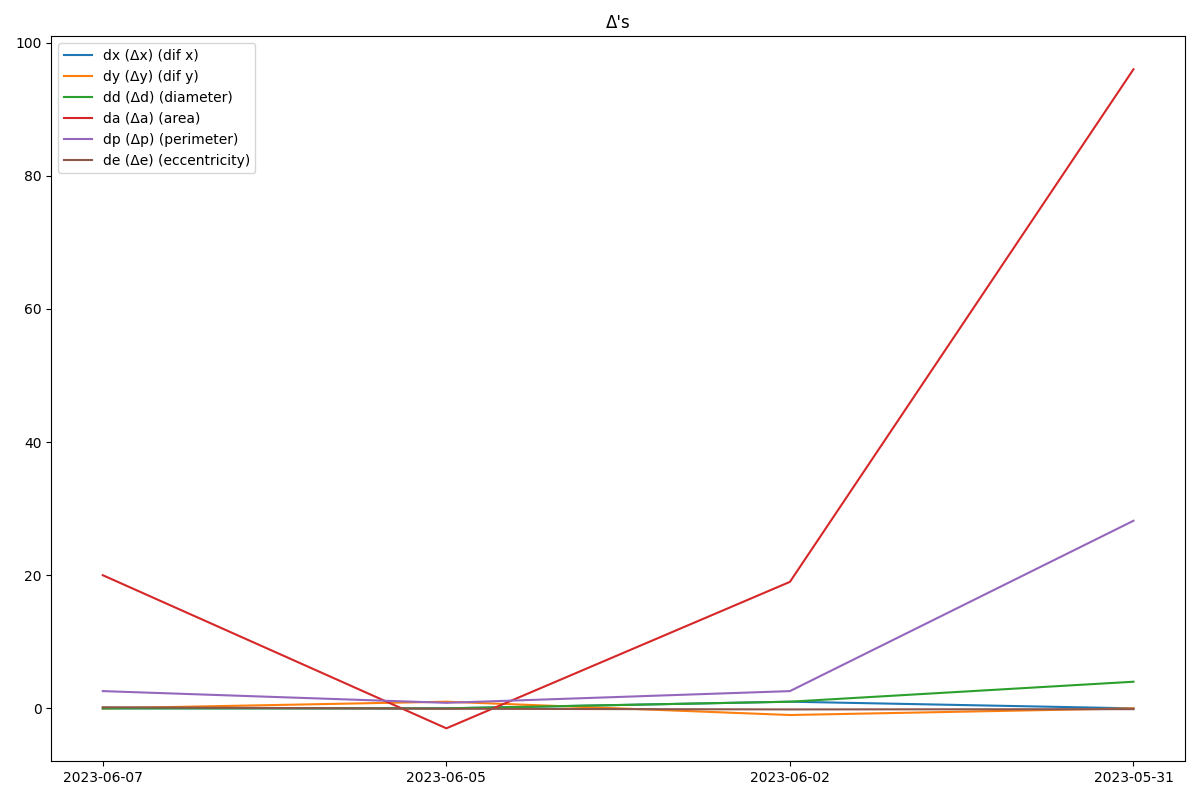 Δ's
100
80
60
40
20
0
dx (Δx) (dif x)
dy (Δy) (dif y)
dd (Δd) (diameter)
da (Δa) (area)
dp (Δp) (perimeter)
de (Δe) (eccentricity)
2023-06-07 2023-06-05 2023-06-02 2023-05-31